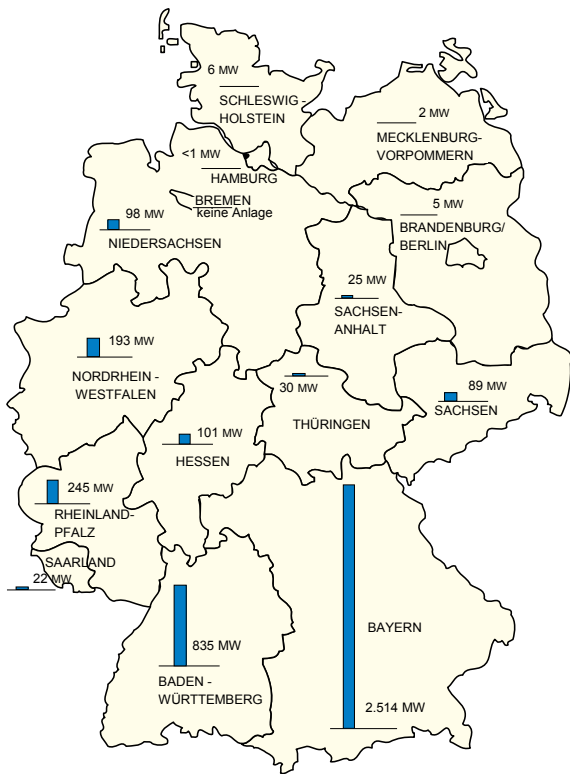 6 MW
SCHLESWIG -
HOLSTEIN
2 MW
MECKLENBURG-
VORPOMMERN
<1 MW
HAMBURG
BREMEN
keine Anlage
98 MW
NIEDERSACHSEN
5 MW
BRANDENBURG/
BERLIN
25 MW
SACHSEN-
ANHALT
193 MW
NORDRHEIN -
WESTFALEN
30 MW
THÜRINGEN
89 MW
SACHSEN
101 MW
HESSEN
245 MW
RHEINLAND-
PFALZ
SAARLAND
22 MW
835 MW
BADEN -
WÜRTTEMBERG
BAYERN
2.514 MW